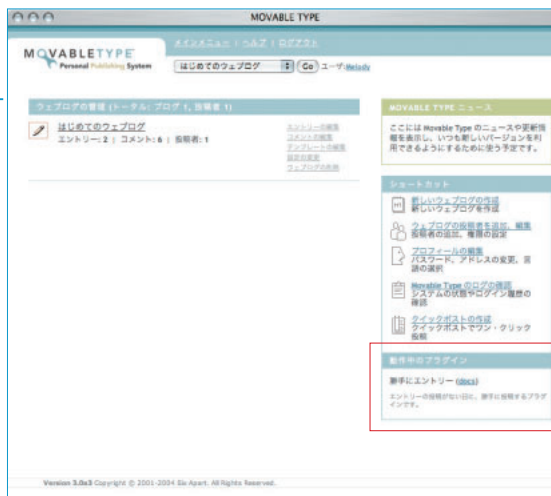 MOVABLE TYPE
MOVABLETYPE™
Personal Publishing System
メインメニュー | ヘルプ | ログアウト
はじめてのウェブログ Go ユーザ:Melody
ウェブログの管理 (トータル: ブログ 1, 投稿者 1)
はじめてのウェブログ
エントリー: 2 | コメント: 6 | 投稿者: 1
エントリーの編集
コメントの編集
テンプレートの編集
設定の変更
ウェブログの削除
MOVABLE TYPE ニュース
ここには Movable Type のニュースや更新情
報を表示し、いつも新しいバージョンを利
用できるようにするために使う予定です。
ショートカット
新しいウェブログの作成
新しいウェブログを作成
ウェブログの投稿者を追加、編集
投稿者の追加、権限の設定
プロフィールの編集
パスワード、アドレスの変更、言
語の選択
Movable Type のログの確認
システムの状態やログイン履歴の
確認
クイックポストの作成
クイックポストでワン・クリック
投稿
動作中のプラグイン
勝手にエントリー (docs)
エントリーの投稿がない日に、勝手に投稿するプラグ
インです。
Version 3.0a3 Copyright © 2001-2004 Six Apart. All Rights Reserved.